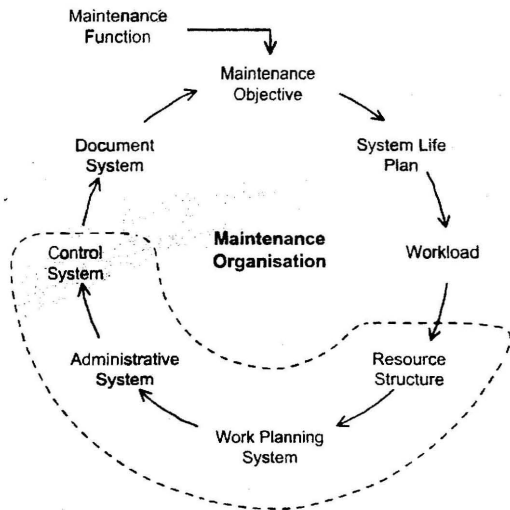 Maintenance
Function
Maintenance
Objective
Document
System
System Life
Plan
Control
System
Maintenance
Organisation
Workload
Administrative
System
Resource
Structure
Work Planning
System